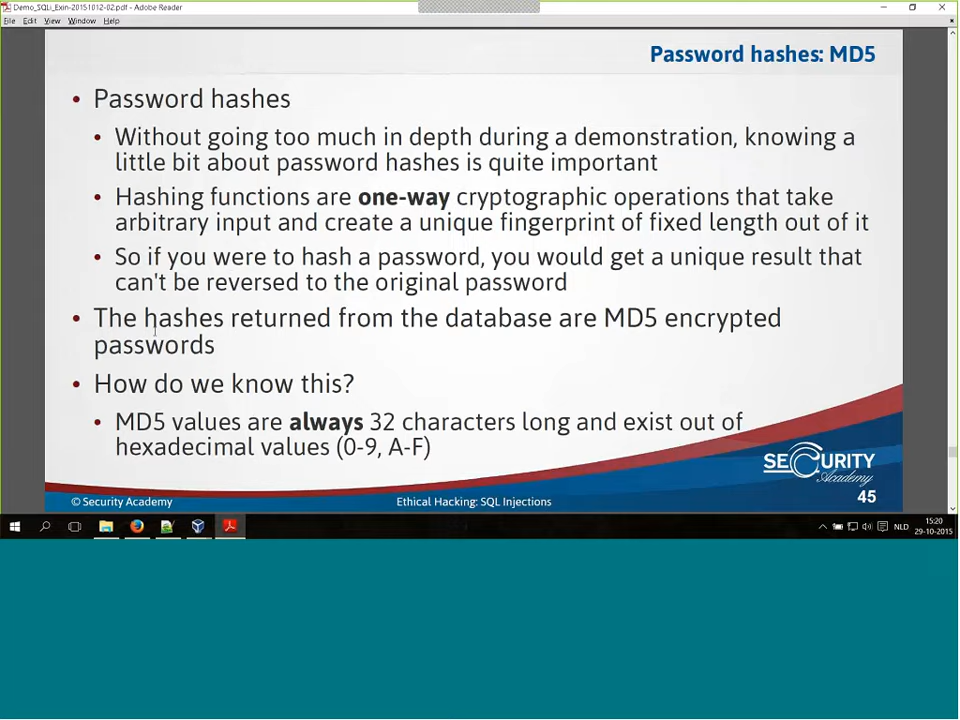 Demo_SQLi_Exin-20151012-02.pdf - Adobe Reader
File Edit View Window Help
Password hashes: MD5
• Password hashes
• Without going too much in depth during a demonstration, knowing a
little bit about password hashes is quite important
• Hashing functions are one-way cryptographic operations that take
arbitrary input and create a unique fingerprint of fixed length out of it
• So if you were to hash a password, you would get a unique result that
can't be reversed to the original password
• The hashes returned from the database are MD5 encrypted
passwords
• How do we know this?
• MD5 values are always 32 characters long and exist out of
hexadecimal values (0-9, A-F)
SECURITY
Academy
© Security Academy
Ethical Hacking: SQL Injections
45
NLD
15:20
29-10-2015